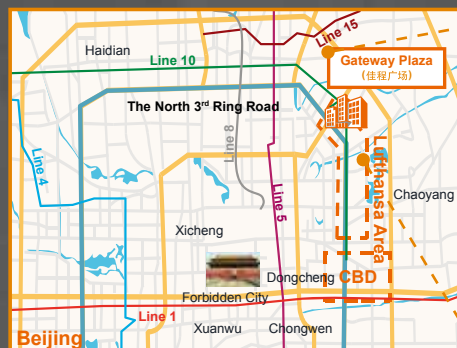 Line 15
Haidian
Gateway Plaza
(佳程广场)
Line 10
The North 3rd Ring Road
Line 8
Line 4
Lufthansa Area
Line 5
Chaoyang
Xicheng
Dongcheng
CBD
Forbidden City
Line 1
Beijing
Xuanwu
Chongwen